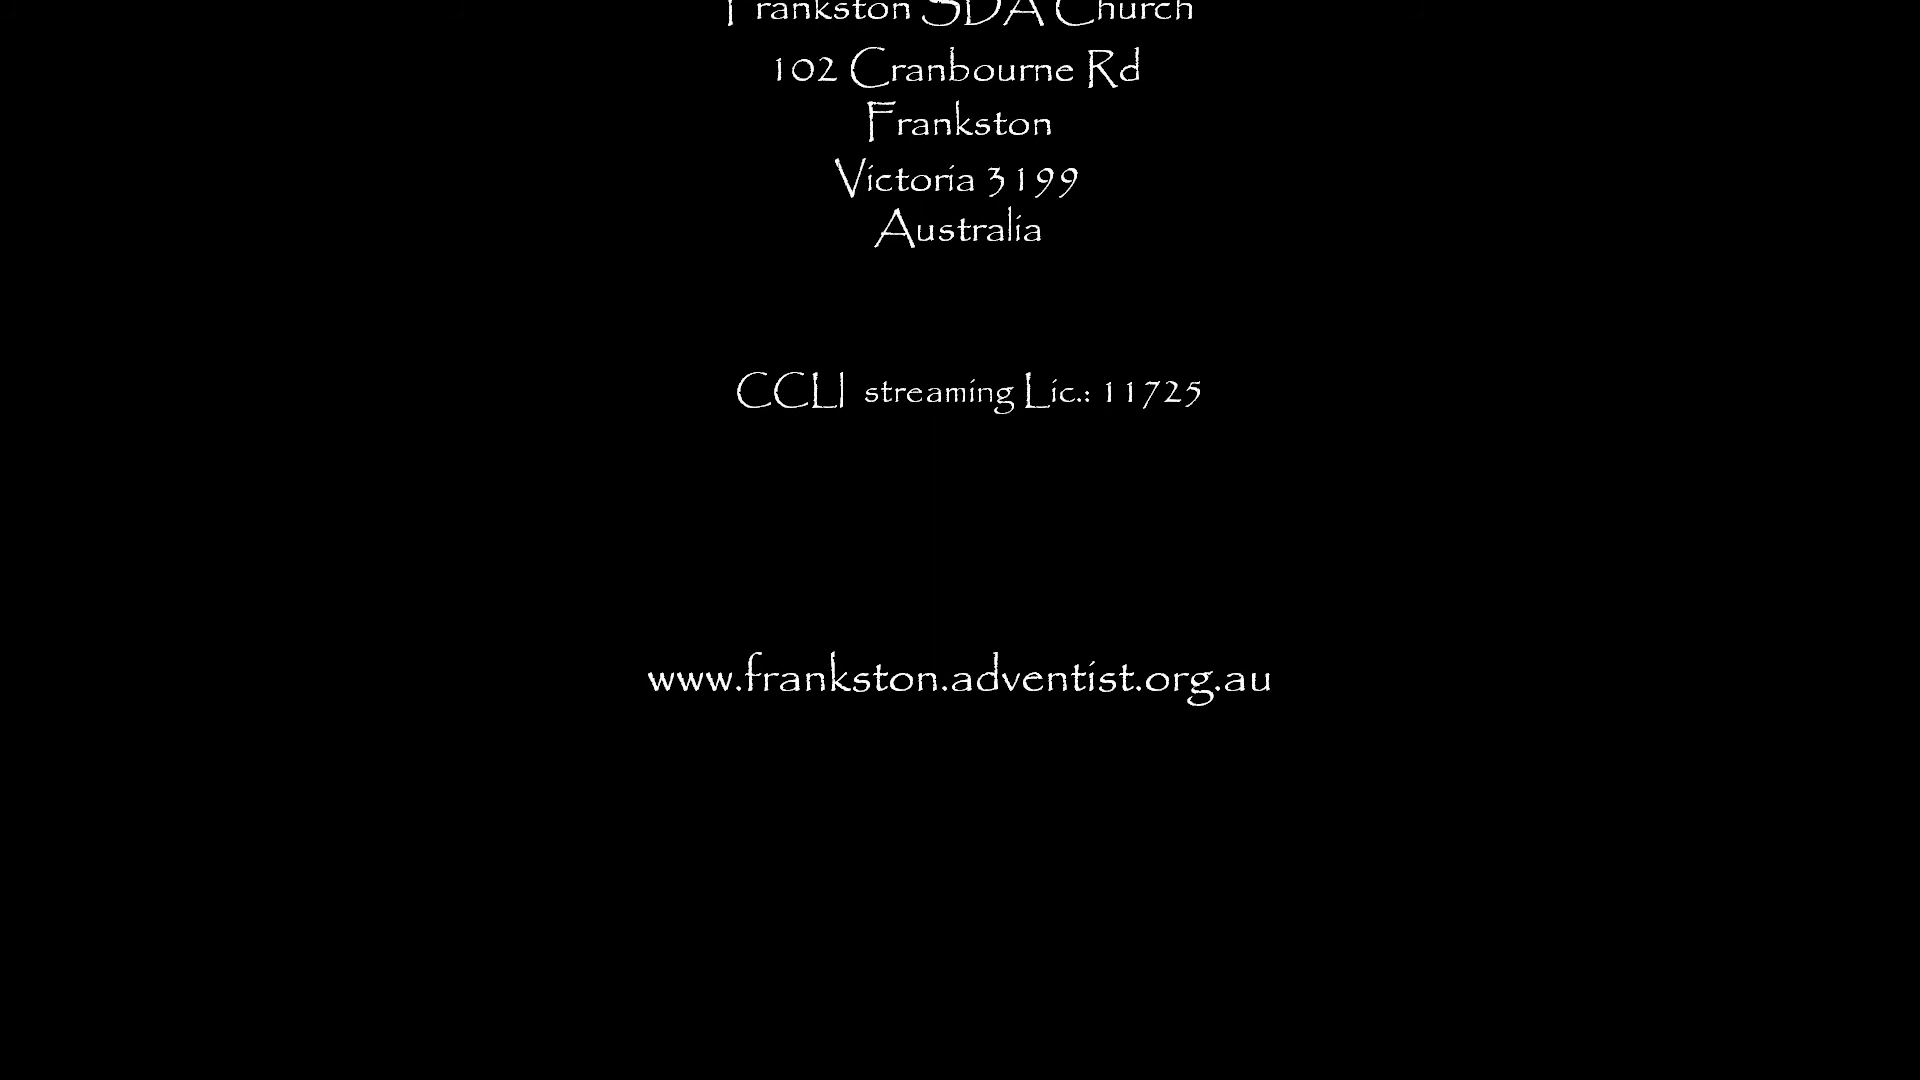 Frankston SDA Church
102 Cranbourne Rd
Frankston
Victoria 3199
Australia
CCLI streaming Lic.: 11725
www.frankston.adventist.org.au